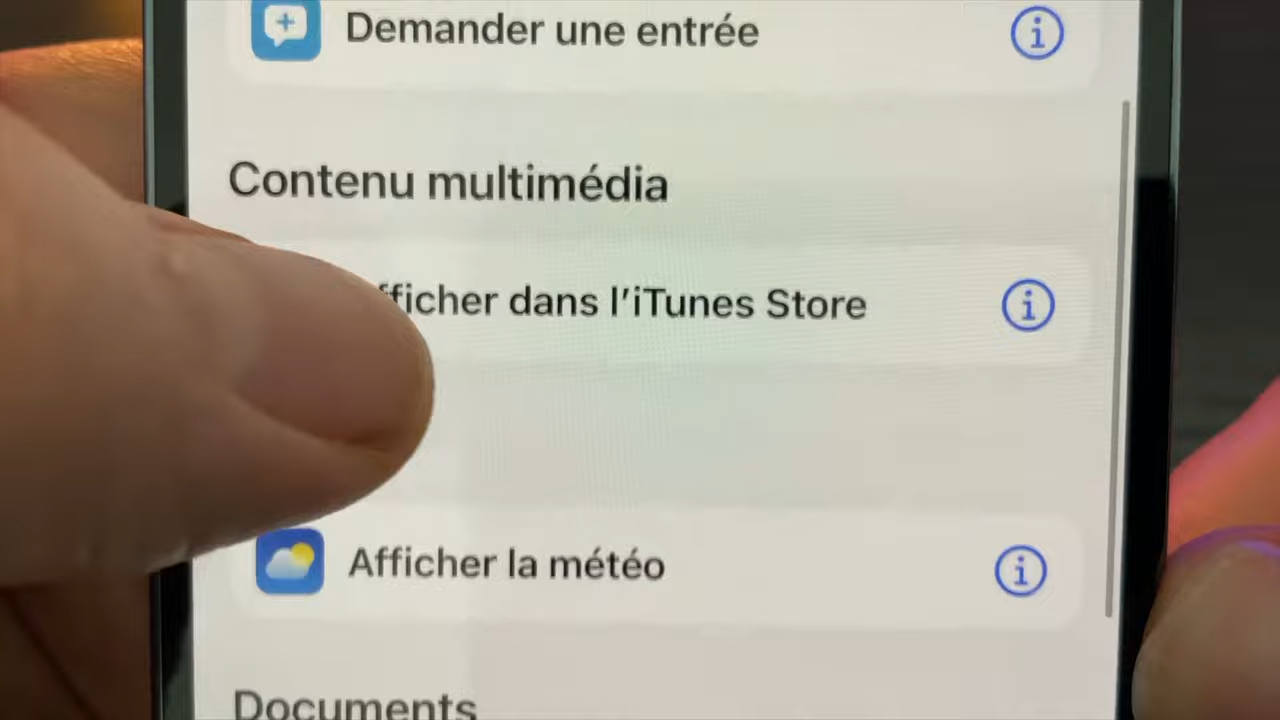 Demander une entrée
Contenu multimédia
fficher dans l’iTunes Store
Afficher la météo
Documents